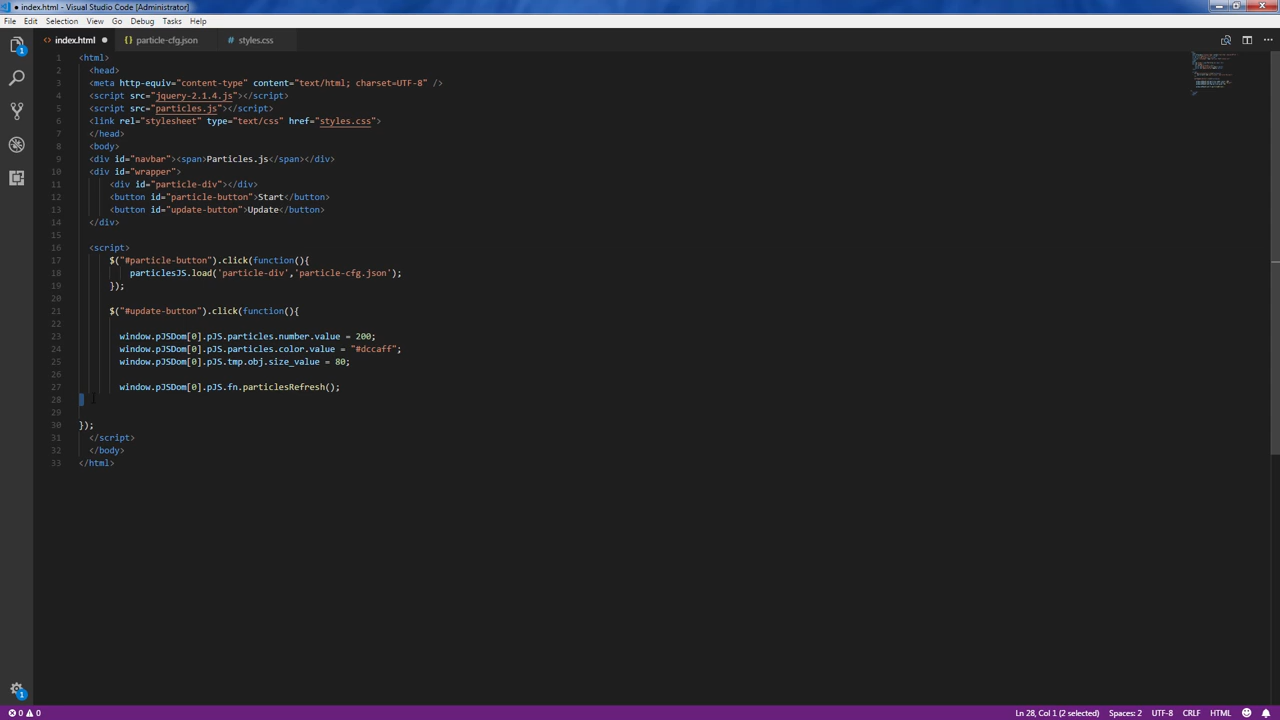 ● index.html - Visual Studio Code [Administrator]
File Edit Selection View Go Debug Tasks Help
index.html particle-cfg.json styles.css
1 <html>
2 <head>
3 <meta http-equiv="content-type" content="text/html; charset=UTF-8" />
4 <script src="jquery-2.1.4.js"></script>
5 <script src="particles.js"></script>
6 <link rel="stylesheet" type="text/css" href="styles.css">
7 </head>
8 <body>
9 <div id="navbar"><span>Particles.js</span></div>
10 <div id="wrapper">
11 <div id="particle-div"></div>
12 <button id="particle-button">Start</button>
13 <button id="update-button">Update</button>
14 </div>
15
16 <script>
17 $("#particle-button").click(function(){
18 particlesJS.load('particle-div','particle-cfg.json');
19 });
20
21 $("#update-button").click(function(){
22
23 window.pJSDom[0].pJS.particles.number.value = 200;
24 window.pJSDom[0].pJS.particles.color.value = "#dccaff";
25 window.pJSDom[0].pJS.tmp.obj.size_value = 80;
26
27 window.pJSDom[0].pJS.fn.particlesRefresh();
28
29
30 });
31 </script>
32 </body>
33 </html>
1
1
0 0 Ln 28, Col 1 (2 selected) Spaces: 2 UTF-8 CRLF HTML